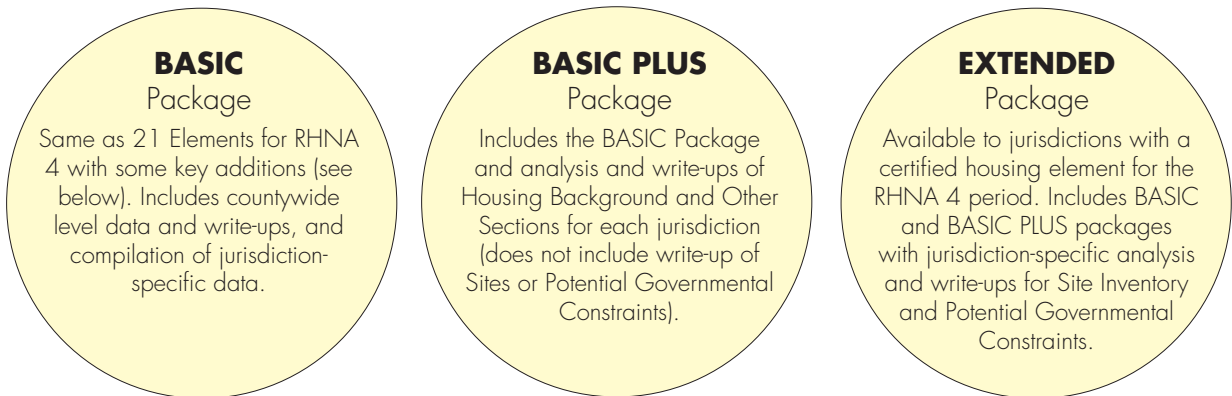 BASIC
Package
Same as 21 Elements for RHNA
4 with some key additions (see
below). Includes countywide
level data and write-ups, and
compilation of jurisdiction-
specific data.
BASIC PLUS
Package
Includes the BASIC Package
and analysis and write-ups of
Housing Background and Other
Sections for each jurisdiction
(does not include write-up of
Sites or Potential Governmental
Constraints).
EXTENDED
Package
Available to jurisdictions with a
certified housing element for the
RHNA 4 period. Includes BASIC
and BASIC PLUS packages
with jurisdiction-specific analysis
and write-ups for Site Inventory
and Potential Governmental
Constraints.